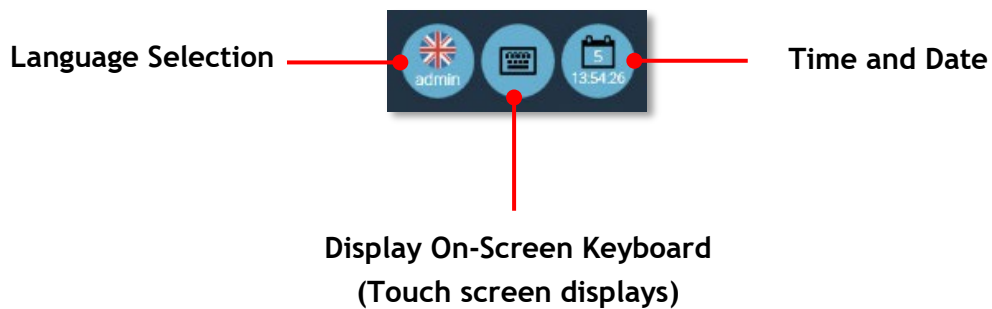 Language Selection
admin
5
13:54:26
Time and Date
Display On-Screen Keyboard
(Touch screen displays)